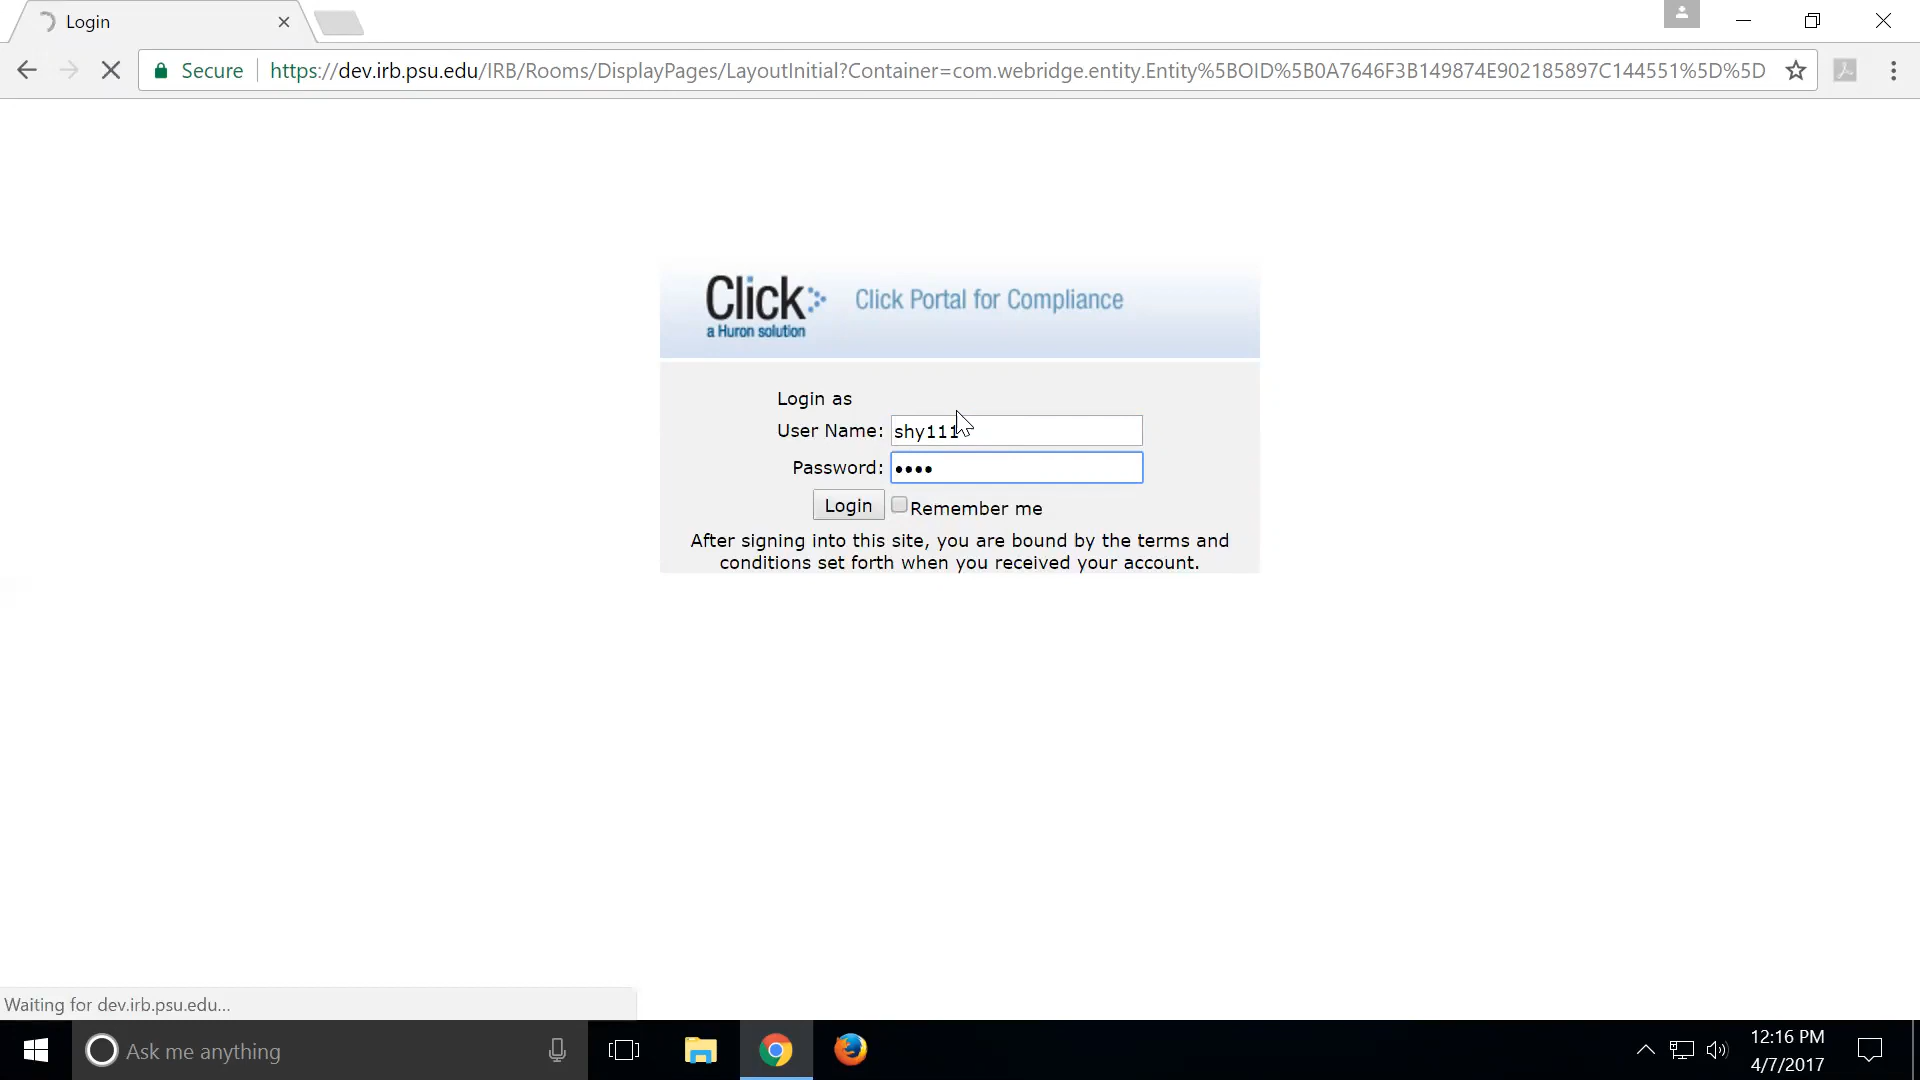 Login
Secure https://dev.irb.psu.edu/IRB/Rooms/DisplayPages/LayoutInitial?Container=com.webridge.entity.Entity%5BOID%5B0A7646F3B149874E902185897C144551%5D%5D
Click
a Huron solution
Click Portal for Compliance
Login as
User Name: shy111
Password: ••••
Login Remember me
After signing into this site, you are bound by the terms and
conditions set forth when you received your account.
Waiting for dev.irb.psu.edu...
Ask me anything
12:16 PM
4/7/2017